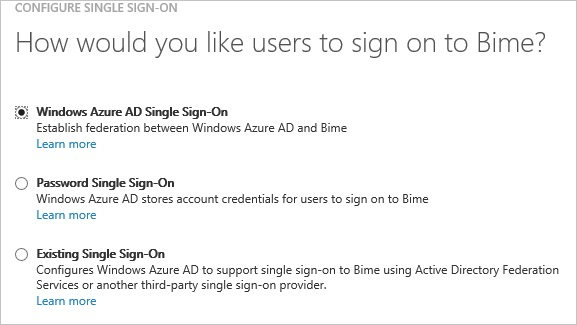 CONFIGURE SINGLE SIGN-ON
How would you like users to sign on to Bime?
Windows Azure AD Single Sign-On
Establish federation between Windows Azure AD and Bime
Learn more
Password Single Sign-On
Windows Azure AD stores account credentials for users to sign on to Bime
Learn more
Existing Single Sign-On
Configures Windows Azure AD to support single sign-on to Bime using Active Directory Federation
Services or another third-party single sign-on provider.
Learn more